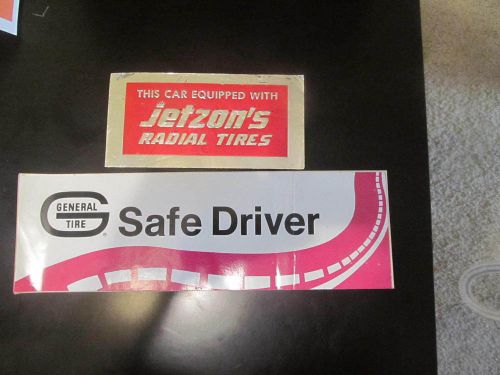 THIS CAR EQUIPPED WITH
Jetzon's
RADIAL TIRES
GENERAL
TIRE
Safe Driver